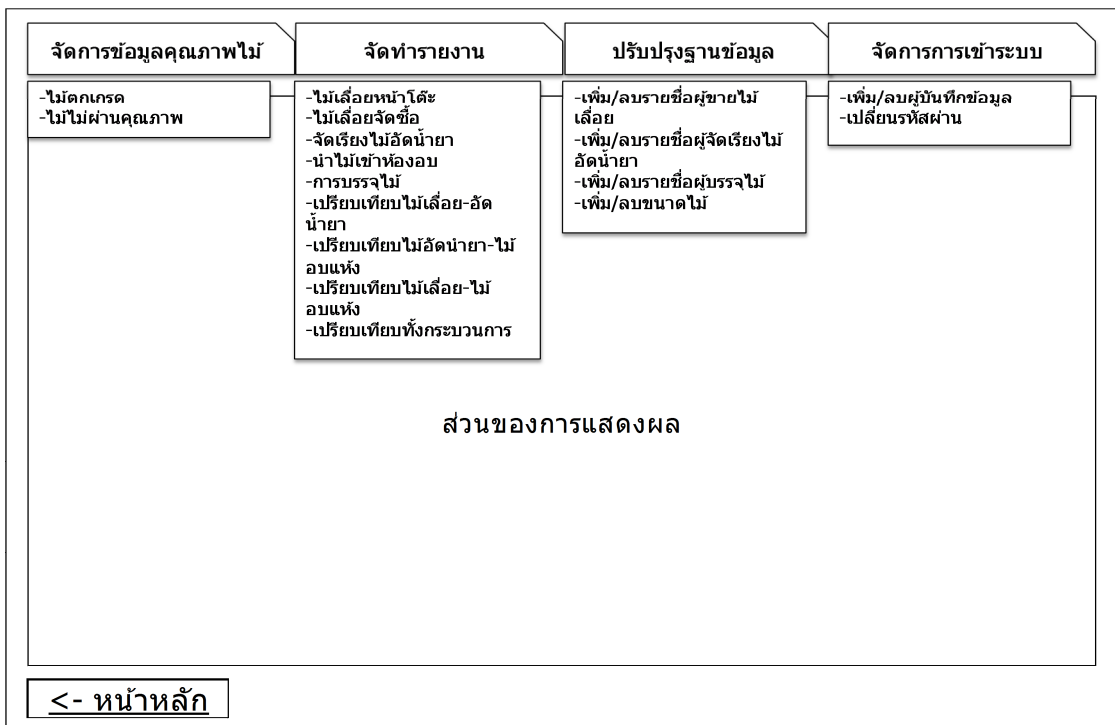 จัดการข้อมูลคุณภาพไม้
จัดทำรายงาน
ปรับปรุงฐานข้อมูล
จัดการการเข้าระบบ
-ไม้ตกเกรด
-ไม้ไม่ผ่านคุณภาพ
-ไม้เลื่อยหน้าโต๊ะ
-ไม้เลื่อยจัดซื้อ
-จัดเรียงไม้อัดน้ำยา
-นำไม้เข้าห้องอบ
-การบรรจุไม้
-เปรียบเทียบไม้เลื่อย-อัด
น้ำยา
-เปรียบเทียบไม้อัดนำยา-ไม้
อบแห้ง
-เปรียบเทียบไม้เลื่อย-ไม้
อบแห้ง
-เปรียบเทียบทั้งกระบวนการ
-เพิ่ม/ลบรายชื่อผู้ขายไม้
เลื่อย
-เพิ่ม/ลบรายชื่อผู้จัดเรียงไม้
อัดน้ำยา
-เพิ่ม/ลบรายชื่อผู้บรรจุไม้
-เพิ่ม/ลบขนาดไม้
-เพิ่ม/ลบผู้บันทึกข้อมูล
-เปลี่ยนรหัสผ่าน
ส่วนของการแสดงผล
<- หน้าหลัก